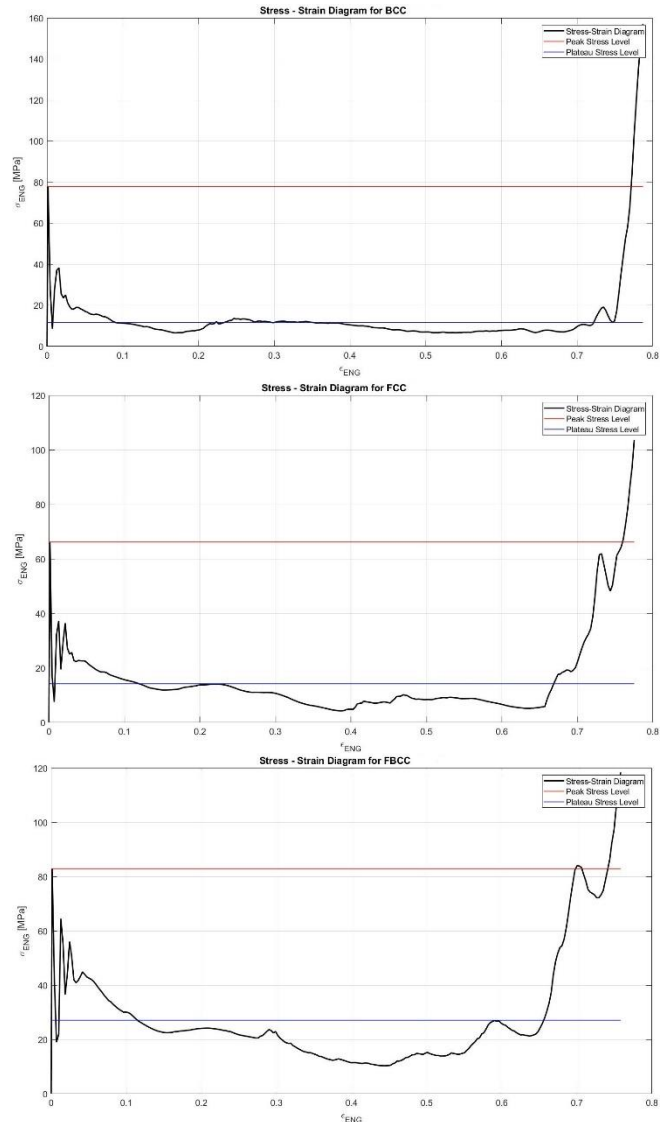 Stress - Strain Diagram for BCC
160
140
120
100
80
60
40
20
0
σENG [MPa]
Stress-Strain Diagram
Peak Stress Level
Plateau Stress Level
0 0.1 0.2 0.3 0.4 0.5 0.6 0.7 0.8
ϵENG
Stress - Strain Diagram for FCC
120
100
80
60
40
20
0
σENG [MPa]
Stress-Strain Diagram
Peak Stress Level
Plateau Stress Level
0 0.1 0.2 0.3 0.4 0.5 0.6 0.7 0.8
ϵENG
Stress - Strain Diagram for FBCC
120
100
80
60
40
20
0
σENG [MPa]
Stress-Strain Diagram
Peak Stress Level
Plateau Stress Level
0 0.1 0.2 0.3 0.4 0.5 0.6 0.7 0.8
ϵENG